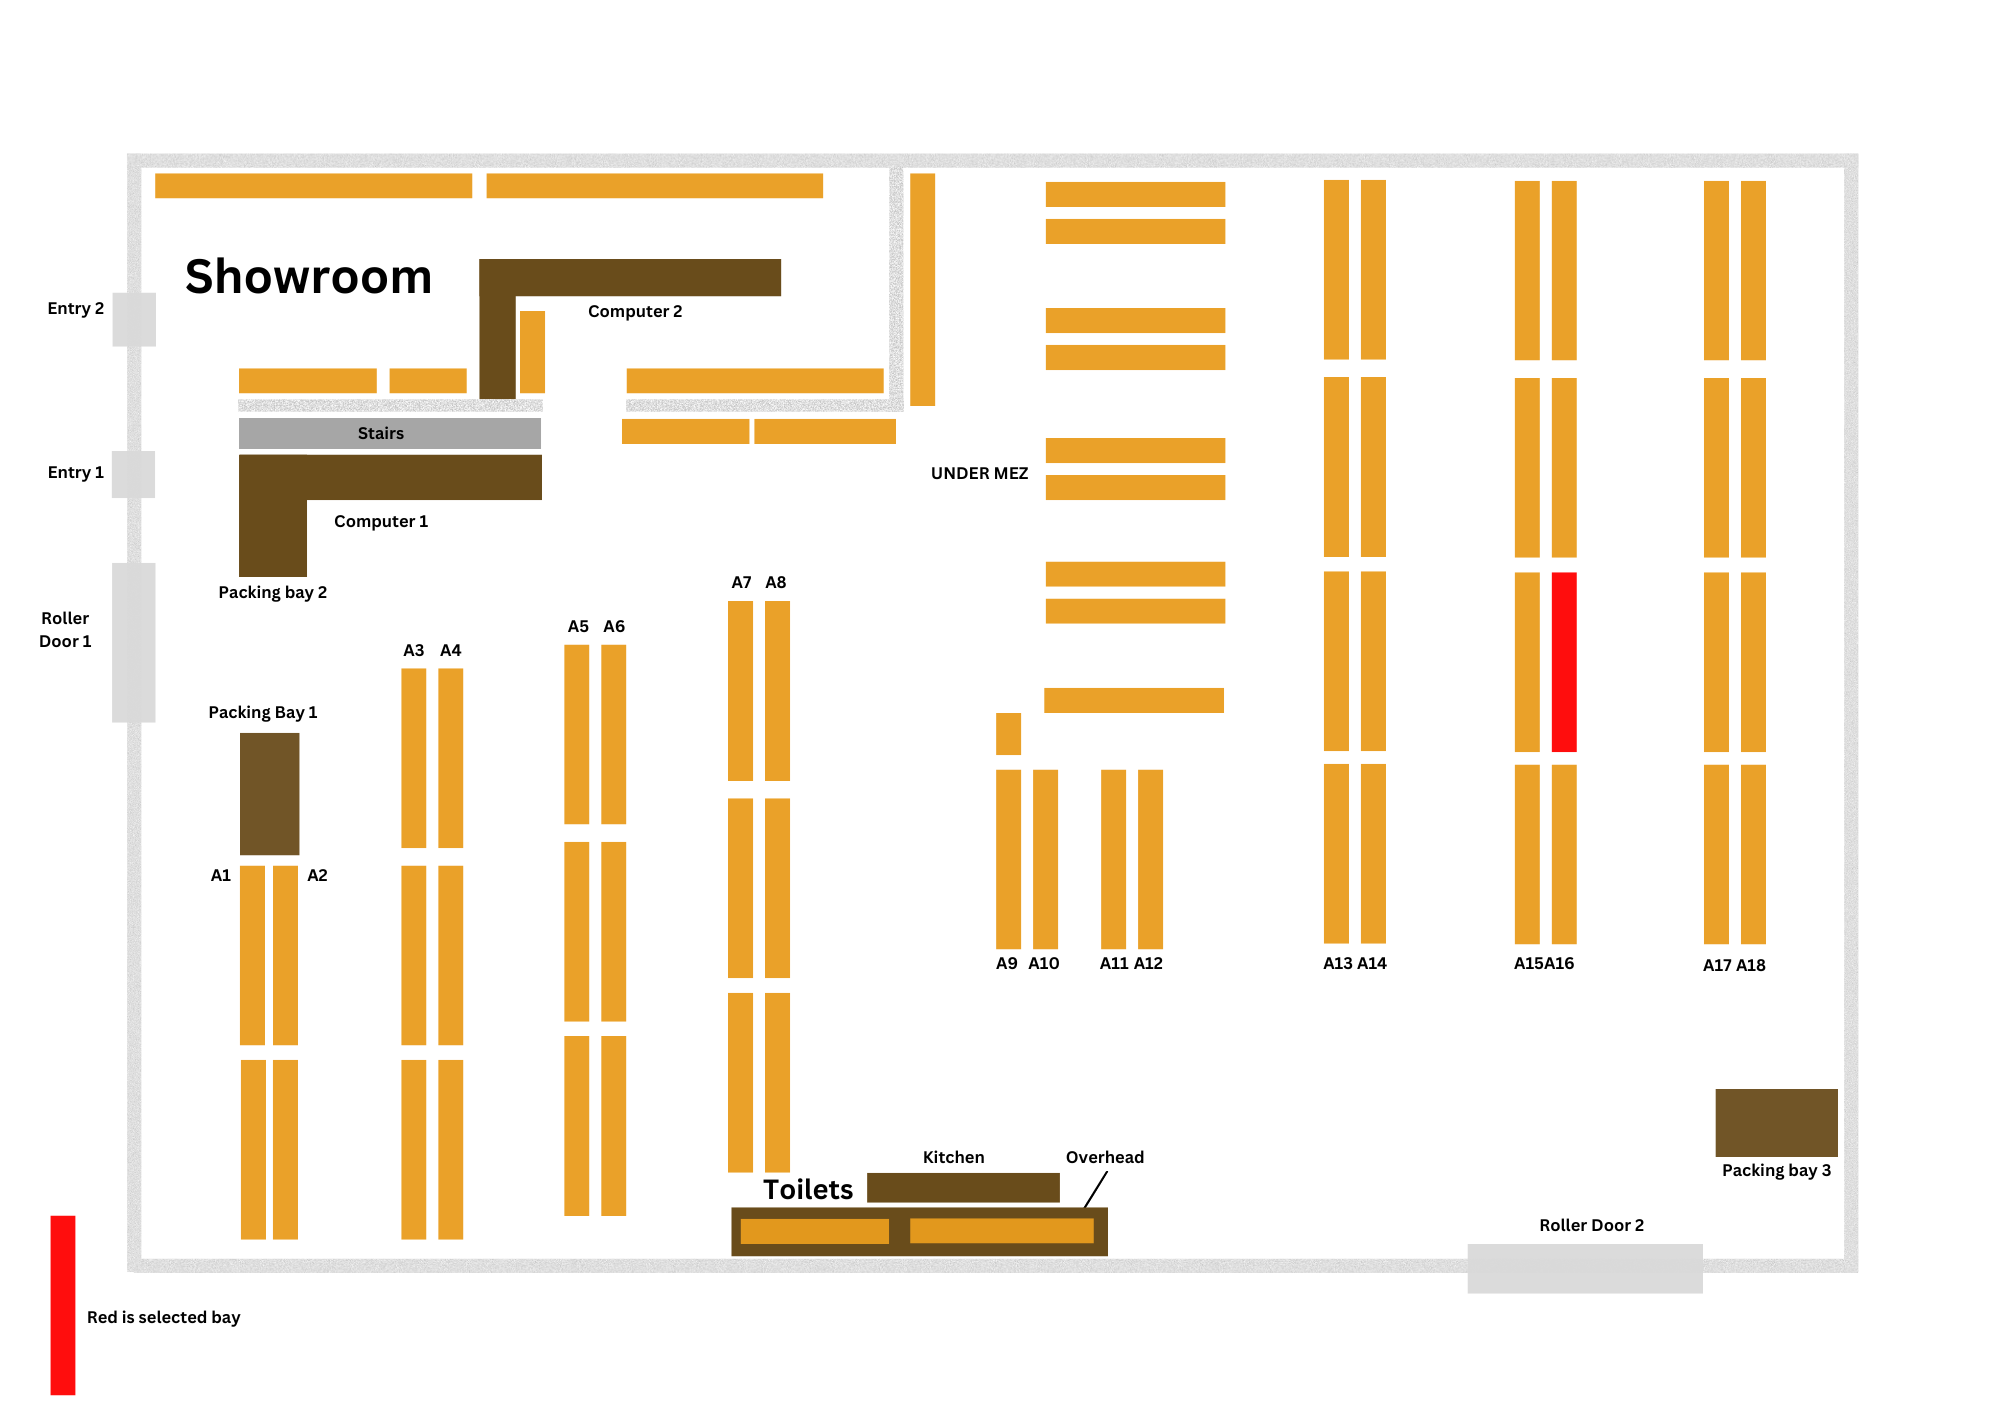 Showroom
Entry 2
Computer 2
Stairs
Entry 1
UNDER MEZ
Computer 1
Packing bay 2
Roller
Door 1
A7 A8
A5 A6
A3 A4
Packing Bay 1
A1 A2
A9 A10 A11 A12 A13 A14 A15 A16 A17 A18
Kitchen
Overhead
Toilets
Packing bay 3
Roller Door 2
Red is selected bay